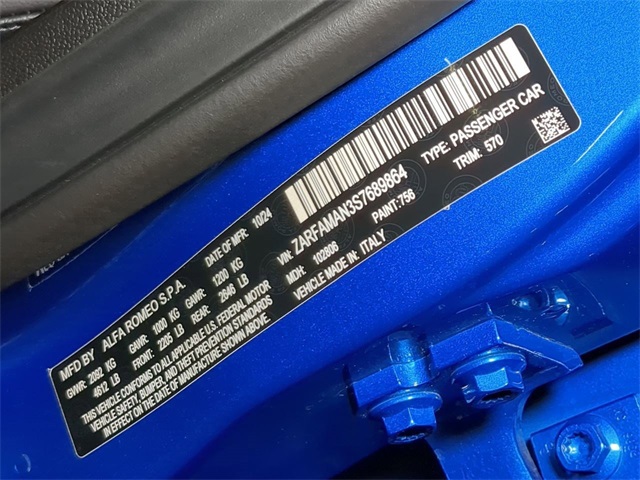 MFD BY ALFA ROMEO S.P.A. DATE OF MFR: 10/24
GVWR: 2092 KG GAWR: 1000 KG GAWR: 1200 KG
4612 LB FRONT: 2205 LB REAR: 2646 LB
THIS VEHICLE CONFORMS TO ALL APPLICABLE U.S. FEDERAL MOTOR
VEHICLE SAFETY, BUMPER, AND THEFT PREVENTION STANDARDS
IN EFFECT ON THE DATE OF MANUFACTURE SHOWN ABOVE.
VIN: ZARFAMAN3S7689864 TYPE: PASSENGER CAR
MDH: 102806 PAINT: 756 TRIM: 570
VEHICLE MADE IN: ITALY